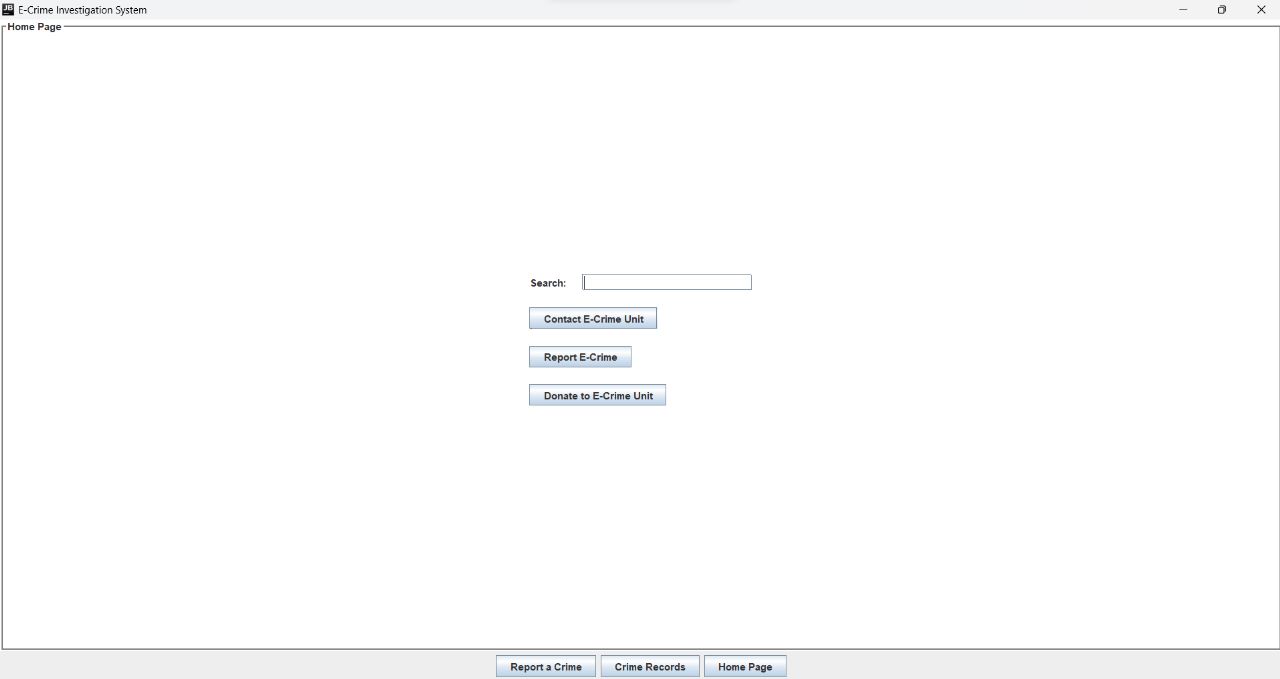 JB
E-Crime Investigation System
Home Page
Search:
Contact E-Crime Unit
Report E-Crime
Donate to E-Crime Unit
Report a Crime Crime Records Home Page